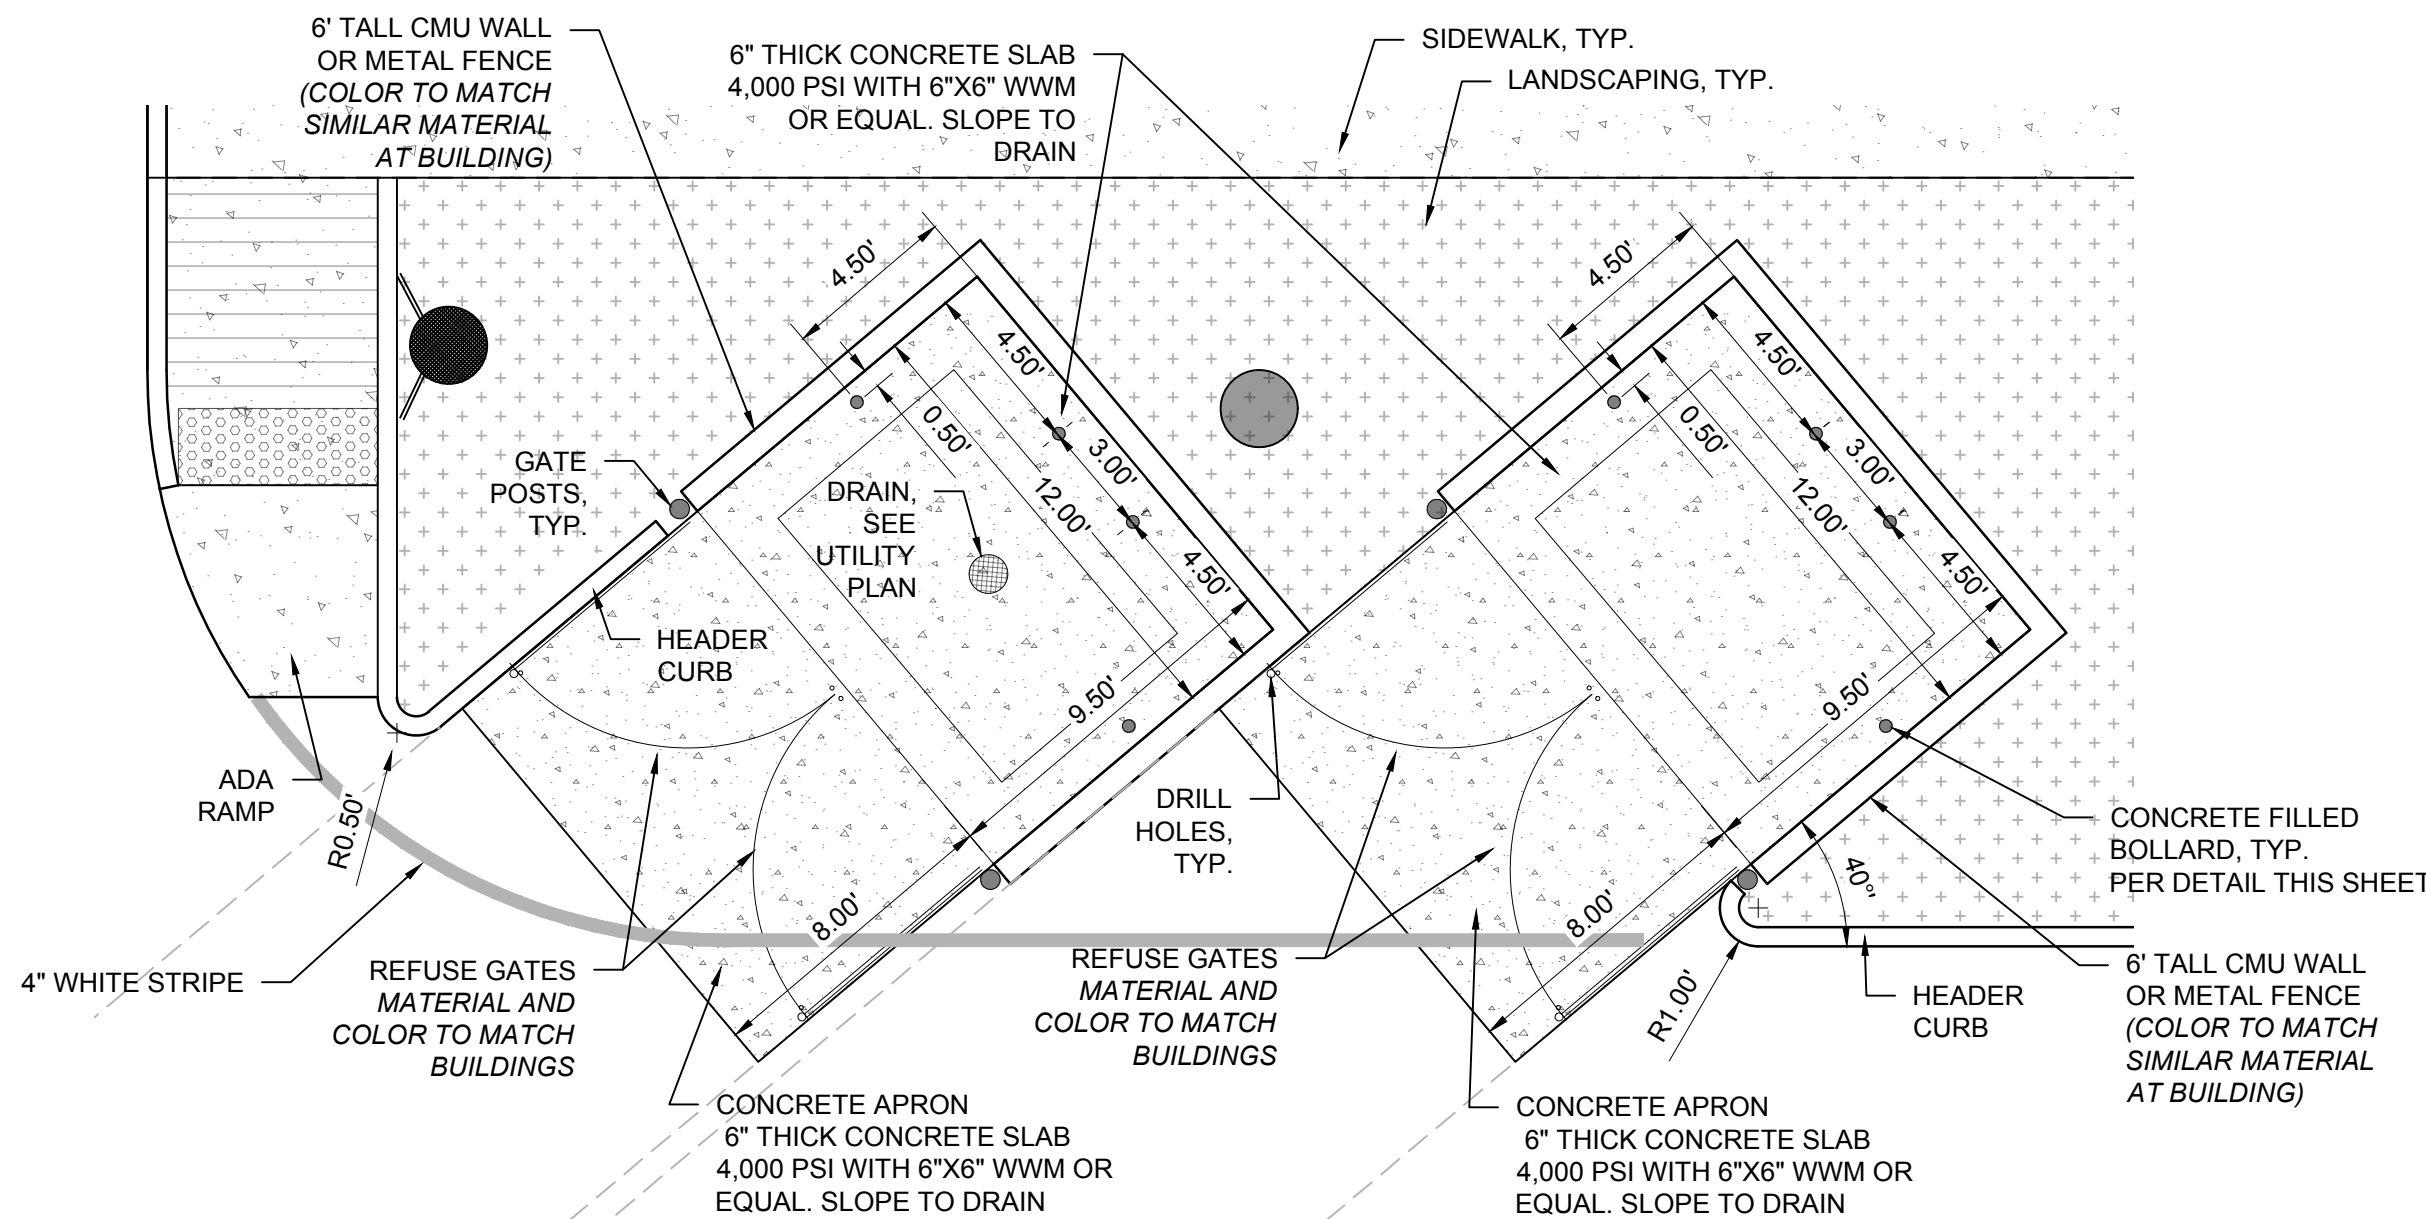 6' TALL CMU WALL
OR METAL FENCE
(COLOR TO MATCH
SIMILAR MATERIAL
AT BUILDING)
6" THICK CONCRETE SLAB
4,000 PSI WITH 6"X6" WWM
OR EQUAL. SLOPE TO
DRAIN
SIDEWALK, TYP.
LANDSCAPING, TYP.
4.50'
4.50'
0.50'
3.00'
12.00'
4.50'
9.50'
8.00'
4.50'
4.50'
0.50'
3.00'
12.00'
4.50'
9.50'
8.00'
GATE
POSTS,
TYP.
DRAIN,
SEE
UTILITY
PLAN
HEADER
CURB
ADA
RAMP
R0.50'
4" WHITE STRIPE
REFUSE GATES
MATERIAL AND
COLOR TO MATCH
BUILDINGS
DRILL
HOLES,
TYP.
REFUSE GATES
MATERIAL AND
COLOR TO MATCH
BUILDINGS
CONCRETE FILLED
BOLLARD, TYP.
PER DETAIL THIS SHEET
40°'
R1.00'
HEADER
CURB
6' TALL CMU WALL
OR METAL FENCE
(COLOR TO MATCH
SIMILAR MATERIAL
AT BUILDING)
CONCRETE APRON
6" THICK CONCRETE SLAB
4,000 PSI WITH 6"X6" WWM OR
EQUAL. SLOPE TO DRAIN
CONCRETE APRON
6" THICK CONCRETE SLAB
4,000 PSI WITH 6"X6" WWM OR
EQUAL. SLOPE TO DRAIN